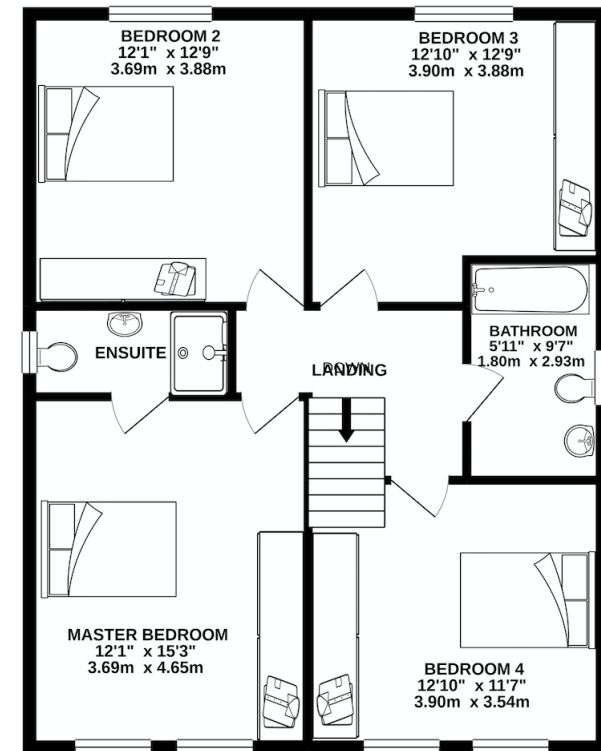 BEDROOM 2
12'1" x 12'9"
3.69m x 3.88m
BEDROOM 3
12'10" x 12'9"
3.90m x 3.88m
ENSUITE
LANDING
DOWN
BATHROOM
5'11" x 9'7"
1.80m x 2.93m
MASTER BEDROOM
12'1" x 15'3"
3.69m x 4.65m
BEDROOM 4
12'10" x 11'7"
3.90m x 3.54m